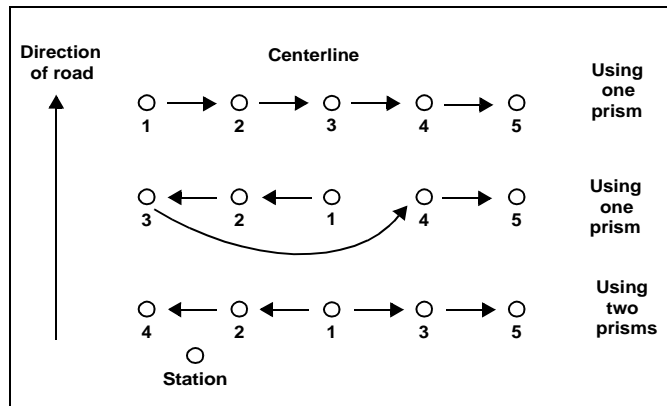 Direction
of road
Centerline
Using
one
prism
1 2 3 4 5
Using
one
prism
3 2 1 4 5
Using
two
prisms
4 2 1 3 5
Station